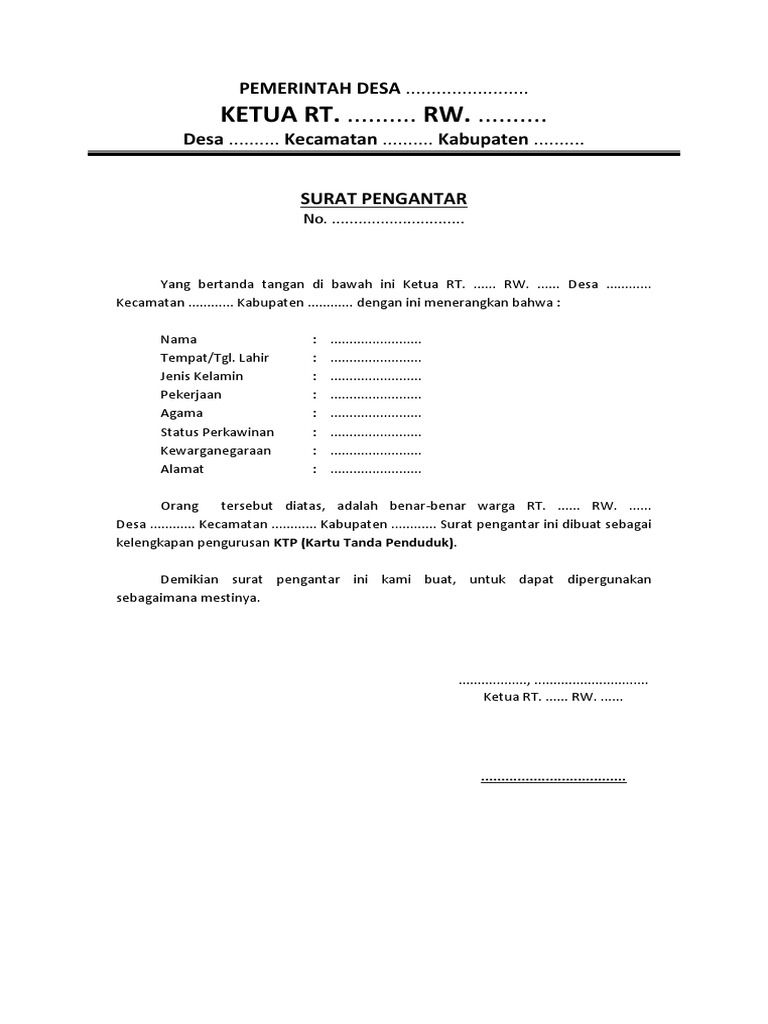 PEMERINTAH DESA ........................
KETUA RT. .......... RW. ..........
Desa .......... Kecamatan .......... Kabupaten ..........
SURAT PENGANTAR
No. ..............................
Yang bertanda tangan di bawah ini Ketua RT. ...... RW. ...... Desa ............
Kecamatan ............ Kabupaten ............ dengan ini menerangkan bahwa :
Nama : ........................
Tempat/Tgl. Lahir : ........................
Jenis Kelamin : ........................
Pekerjaan : ........................
Agama : ........................
Status Perkawinan : ........................
Kewarganegaraan : ........................
Alamat : ........................
Orang tersebut diatas, adalah benar-benar warga RT. ...... RW. ......
Desa ............ Kecamatan ............ Kabupaten ............ Surat pengantar ini dibuat sebagai
kelengkapan pengurusan KTP (Kartu Tanda Penduduk).
Demikian surat pengantar ini kami buat, untuk dapat dipergunakan
sebagaimana mestinya.
.................., ..............................
Ketua RT. ...... RW. ......
....................................